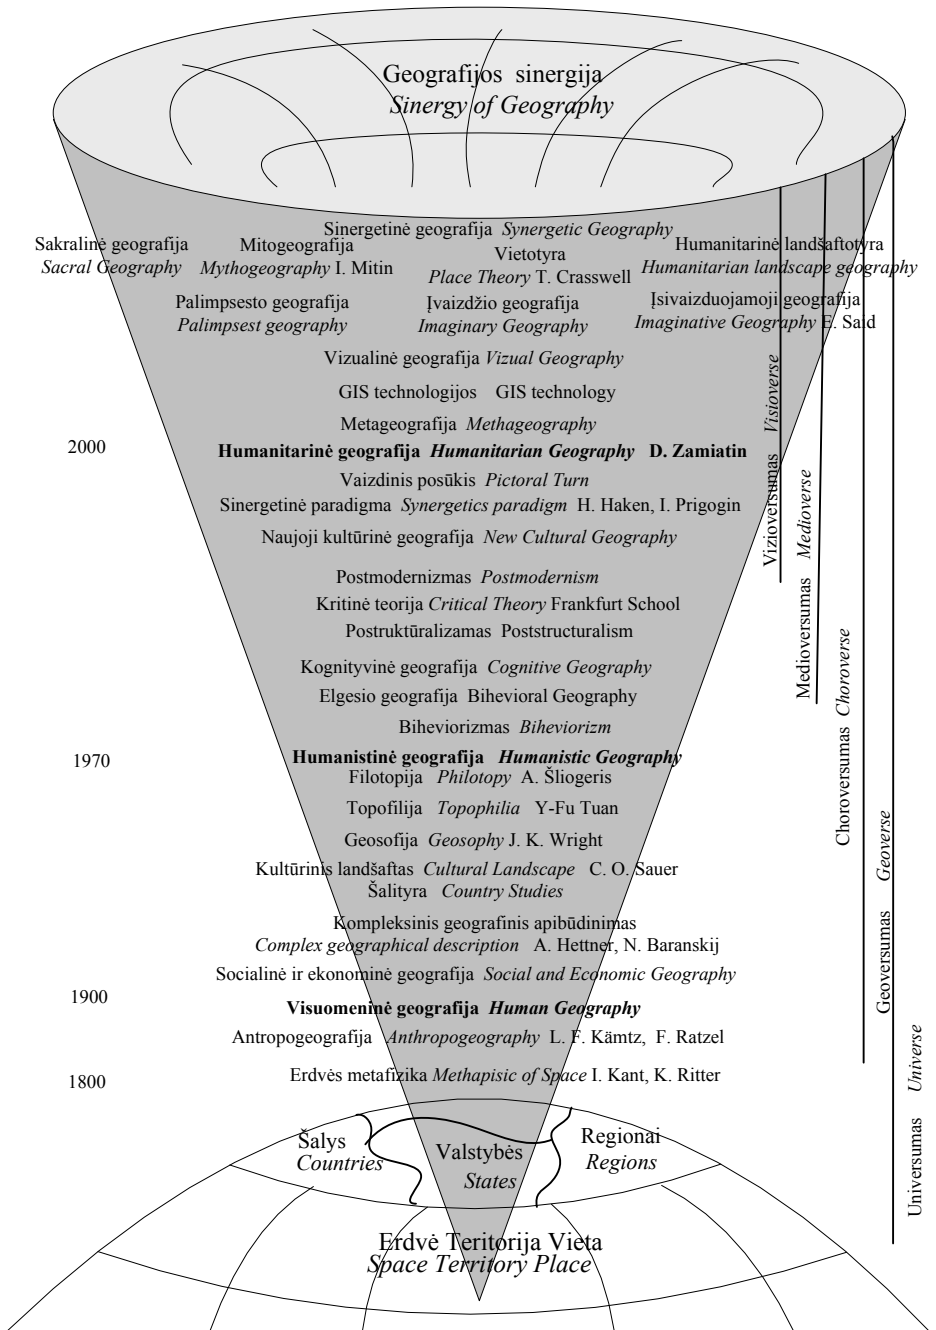 Geografijos sinergija
Sinergy of Geography
Sinergetinė geografija Synergetic Geography
Sakralinė geografija
Sacral Geography
Mitogeografija
Mythogeography I. Mitin
Vietotyra
Place Theory T. Crasswell
Humanitarinė landšaftotyra
Humanitarian landscape geography
Palimpsesto geografija
Palimpsest geography
Įvaizdžio geografija
Imaginary Geography
Įsivaizduojamoji geografija
Imaginative Geography E. Said
Vizualinė geografija Vizual Geography
GIS technologijos GIS technology
Metageografija Methageography
2000
Humanitarinė geografija Humanitarian Geography D. Zamiatin
Vaizdinis posūkis Pictoral Turn
Sinergetinė paradigma Synergetics paradigm H. Haken, I. Prigogin
Naujoji kultūrinė geografija New Cultural Geography
Postmodernizmas Postmodernism
Kritinė teorija Critical Theory Frankfurt School
Postruktūralizamas Poststructuralism
Kognityvinė geografija Cognitive Geography
Elgesio geografija Bihevioral Geography
Biheviorizmas Biheviorizm
1970
Humanistinė geografija Humanistic Geography
Filotopija Philotopy A. Šliogeris
Topofilija Topophilia Y-Fu Tuan
Geosofija Geosophy J. K. Wright
Kultūrinis landšaftas Cultural Landscape C. O. Sauer
Šalityra Country Studies
Kompleksinis geografinis apibūdinimas
Complex geographical description A. Hettner, N. Baranskij
Socialinė ir ekonominė geografija Social and Economic Geography
1900
Visuomeninė geografija Human Geography
Antropogeografija Anthropogeography L. F. Kämtz, F. Ratzel
1800
Erdvės metafizika Methapisic of Space I. Kant, K. Ritter
Šalys
Countries
Valstybės
States
Regionai
Regions
Erdvė Teritorija Vieta
Space Territory Place
Vizioversumas Visioverse
Medioversumas Medioverse
Choroversumas Choroverse
Geoversumas Geoverse
Universumas Universe